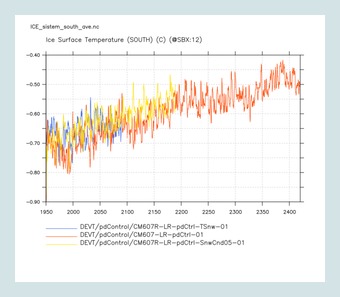 ICE_sistem_south_ave.nc
Ice Surface Temperature (SOUTH) (C) (@SBX:12)
-0.40
-0.50
-0.60
-0.70
-0.80
-0.90
1950 2000 2050 2100 2150 2200 2250 2300 2350 2400
DEVT/pdControl/CM607R-LR-pdCtrl-TSnw-01
DEVT/pdControl/CM607-LR-pdCtrl-01
DEVT/pdControl/CM607R-LR-pdCtrl-SnwCnd05-01